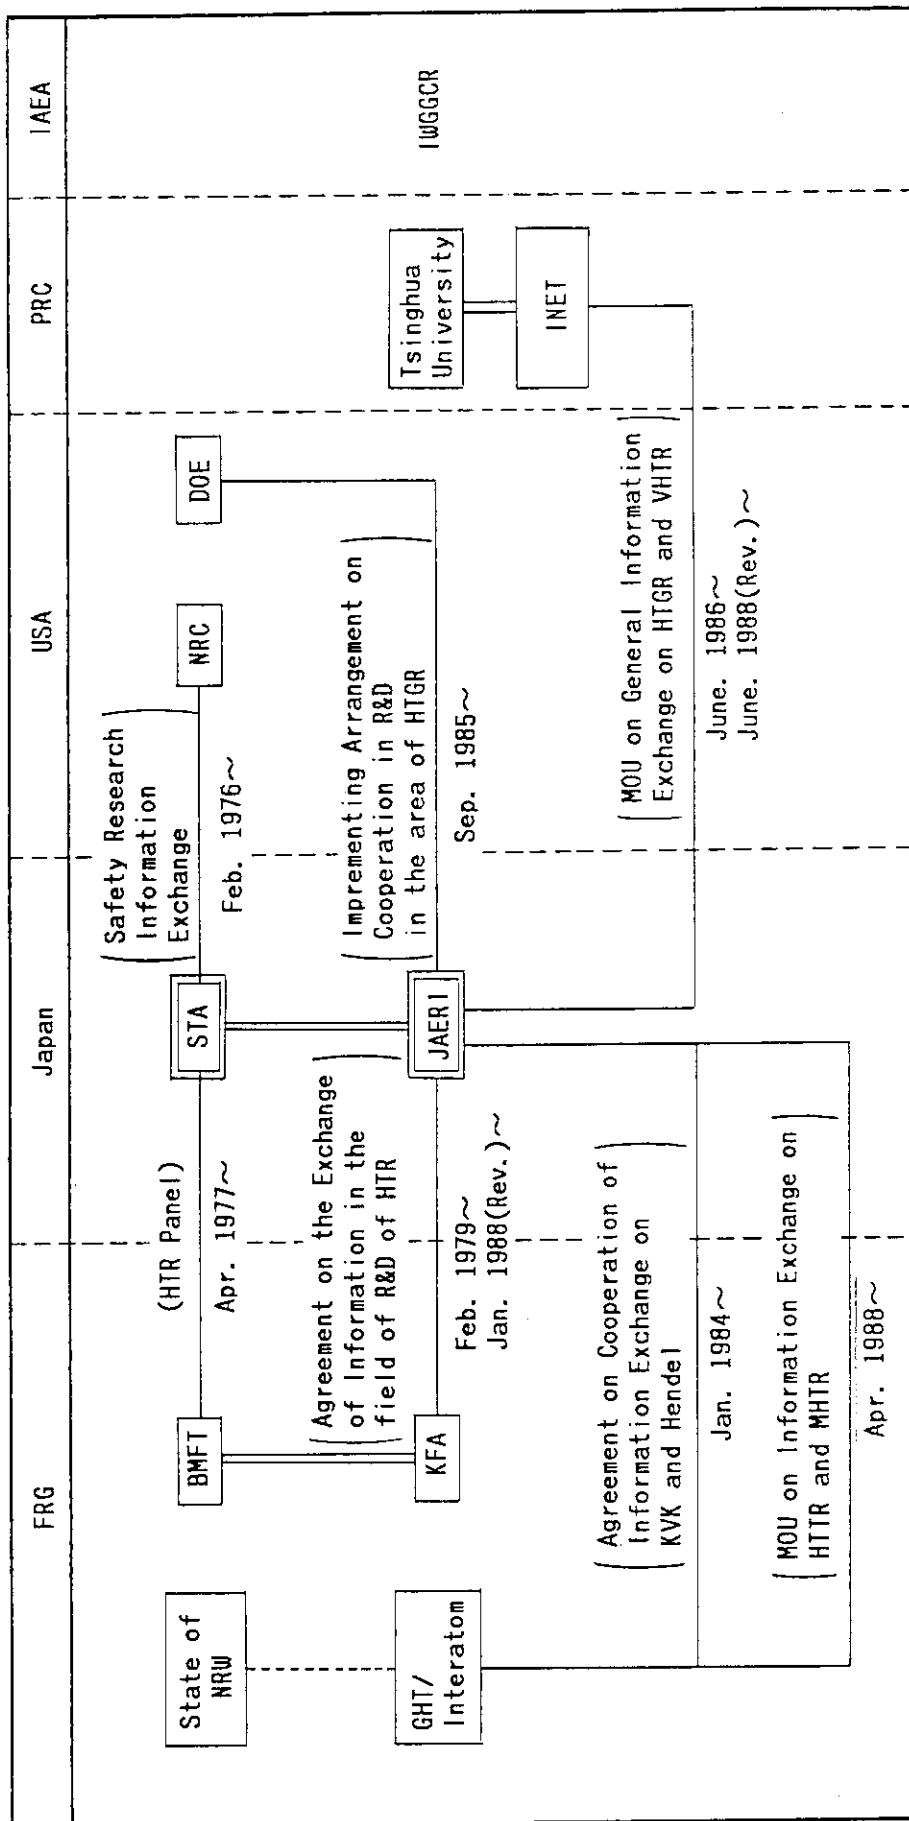 FRG
Japan
USA
PRC
IAEA
State of
NRW
BMFT
(HTR Panel)
Apr. 1977~
STA
Safety Research
Information
Exchange
Feb. 1976~
NRC
DOE
GHT/
Interatom
KFA
Agreement on the Exchange
of Information in the
field of R&D of HTR
Feb. 1979~
Jan. 1988(Rev.)~
JAERI
Imprementing Arrangement on
Cooperation in R&D
in the area of HTGR
Sep. 1985~
Tsinghua
University
INET
IWGGCR
Agreement on Cooperation of
Information Exchange on
KVK and Hendel
Jan. 1984~
MOU on General Information
Exchange on HTGR and VHTR
June. 1986~
June. 1988(Rev.)~
MOU on Information Exchange on
HTTR and MHTR
Apr. 1988~